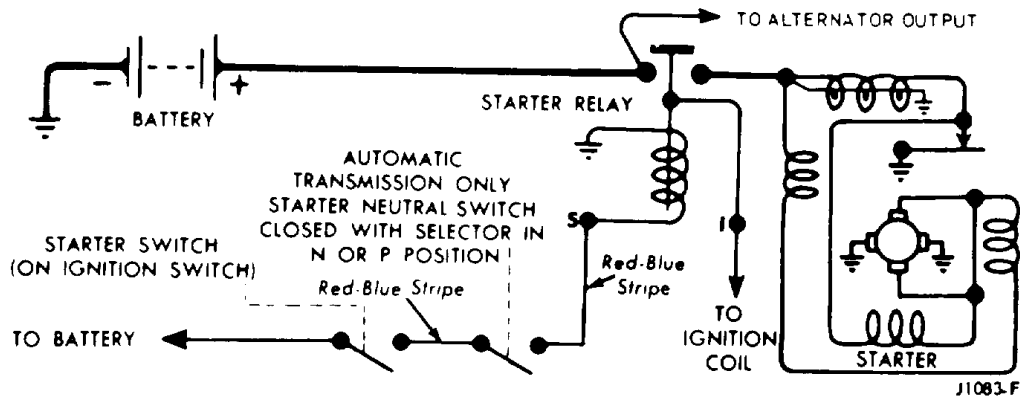 TO ALTERNATOR OUTPUT
- +
BATTERY
STARTER RELAY
AUTOMATIC
TRANSMISSION ONLY
STARTER NEUTRAL SWITCH
CLOSED WITH SELECTOR IN
N OR P POSITION
S
I
STARTER SWITCH
(ON IGNITION SWITCH)
Red-Blue Stripe
Red-Blue
Stripe
TO BATTERY
TO
IGNITION
COIL
STARTER
J1083-F